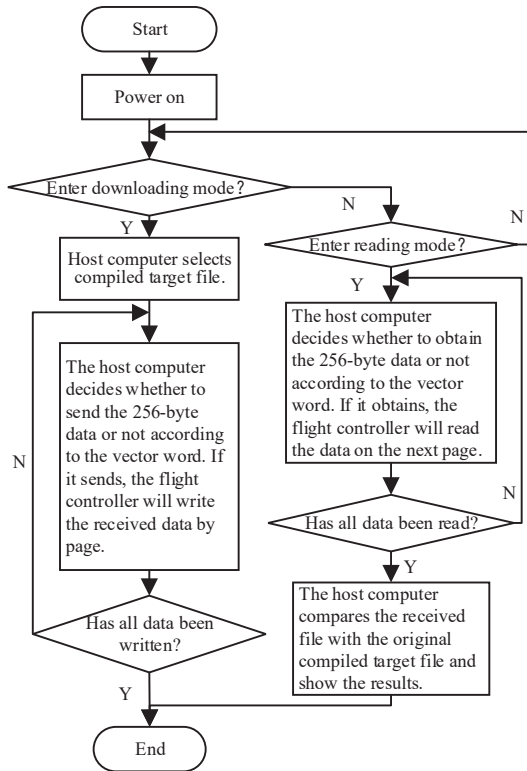 Start
Power on
Enter downloading mode?
N
N
Y
Host computer selects
compiled target file.
Enter reading mode?
Y
The host computer
decides whether to
send the 256-byte
data or not according
to the vector word. If
it sends, the flight
controller will write
the received data by
page.
N
The host computer
decides whether to obtain
the 256-byte data or not
according to the vector
word. If it obtains, the
flight controller will read
the data on the next page.
N
Has all data been read?
Y
Has all data been
written?
The host computer
compares the received
file with the original
compiled target file and
show the results.
Y
End